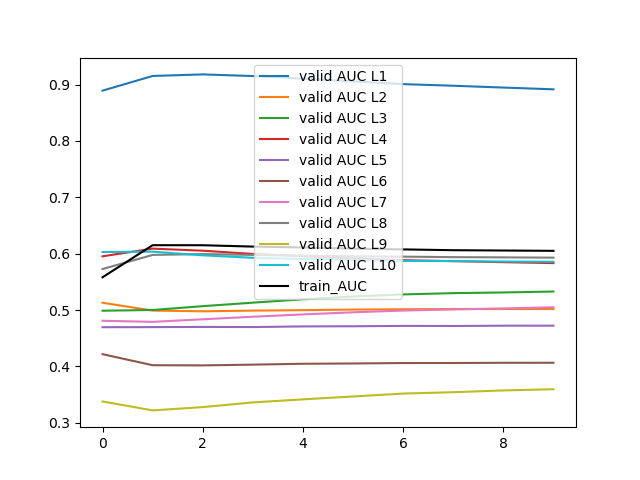 0.9
0.8
0.7
0.6
0.5
0.4
0.3
0
2
4
6
8
valid AUC L1
valid AUC L2
valid AUC L3
valid AUC L4
valid AUC L5
valid AUC L6
valid AUC L7
valid AUC L8
valid AUC L9
valid AUC L10
train_AUC